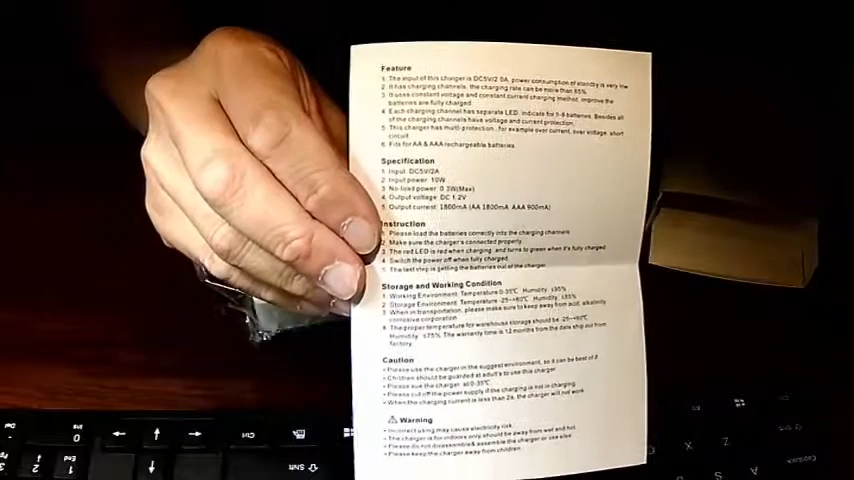 Feature
1. The input of this charger is DC5V/2.0A, power consumption of standby is very low
2. It has charging channels, the charging rate can be more than 85%
3. It uses constant voltage and constant current charging method, improve the
batteries are fully charged.
4. Each charging channel has separate LED, indicate for 1-8 batteries. Besides all
of the channels have voltage and current protection.
5. This charger has multi-protection, for example over current, over voltage, short
circuit.
6. Fits for AA & AAA rechargeable batteries.
Specification
1. Input: DC5V/2A
2. Input power: 10W
3. No-load power: 0.3W(Max)
4. Output voltage: DC 1.2V
5. Output current: 1800mA (AA 1800mA AAA 900mA)
Instruction
1. Please load the batteries correctly into the charging channels.
2. Make sure the charger is connected properly.
3. The red LED is red when charging, and turns to green when fully charged
4. Switch the power off when fully charged.
5. The last step is getting the batteries out of the charger.
Storage and Working Condition
1. Working Environment: Temperature 0-35℃ Humidity ≤95%
2. Storage Environment: Temperature -25~+60℃ Humidity ≤85%
3. When in transportation, please make sure to keep away from acid, alkalinity
corrosive corporation
4. The proper temperature for warehouse storage should be -25~+60℃
Humidity ≤75%. The warranty time is 12 months from the date ship out from
factory.
Caution
• Please use the charger in the suggest environment, so it can be best of it
• Children should be guarded of adult's to use this charger
• Please sue the charger at 0-35℃
• Please cut off the power supply if the charging is not in charging
• When the charging current is less than 2a, the charger will not work
⚠ Warning
• Incorrect using may cause electric shock.
• The charger for indoors only, should be away from wet and hot
• Please do not disassemble & assemble the charger or use else
• Please keep the charger away from children.
Del
Ins
0
End
1
2
3
←
↑
→
↓
Ctrl
Shift
X
Z
S
A